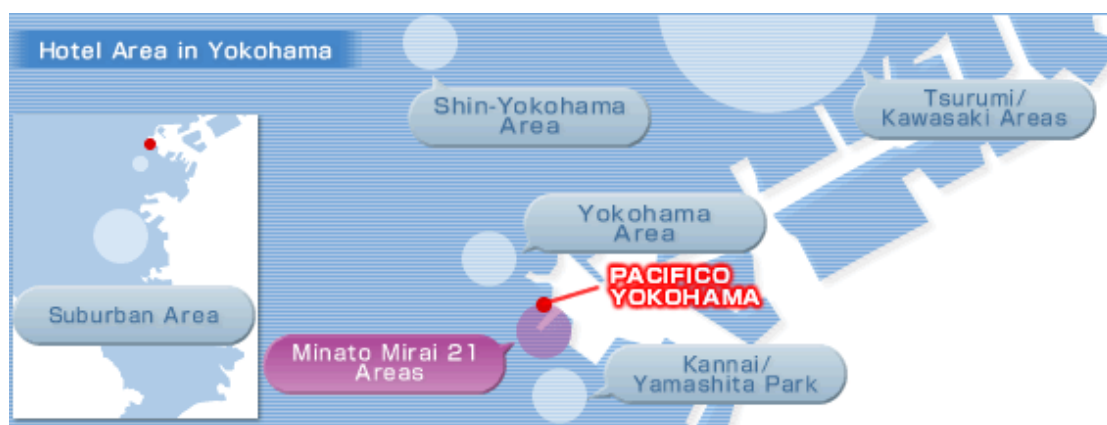 Hotel Area in Yokohama
Shin-Yokohama
Area
Tsurumi/
Kawasaki Areas
Yokohama
Area
PACIFICO
YOKOHAMA
Suburban Area
Minato Mirai 21
Areas
Kannai/
Yamashita Park